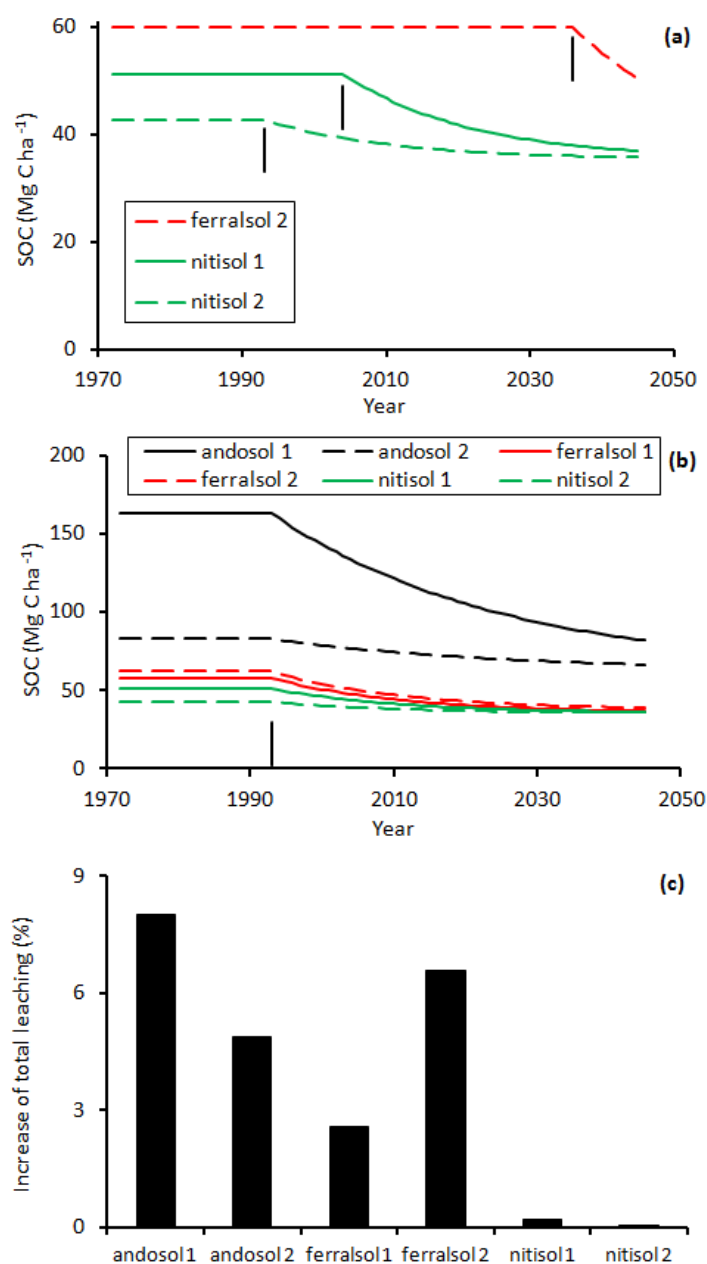 60
(a)
40
20
0
SOC (Mg C ha -1)
ferralsol 2
nitisol 1
nitisol 2
1970 1990 2010 2030 2050
Year
200
(b)
150
100
50
0
SOC (Mg C ha -1)
andosol 1 andosol 2 ferralsol 1
ferralsol 2 nitisol 1 nitisol 2
1970 1990 2010 2030 2050
Year
9
(c)
6
3
0
Increase of total leaching (%)
andosol 1 andosol 2 ferralsol 1 ferralsol 2 nitisol 1 nitisol 2